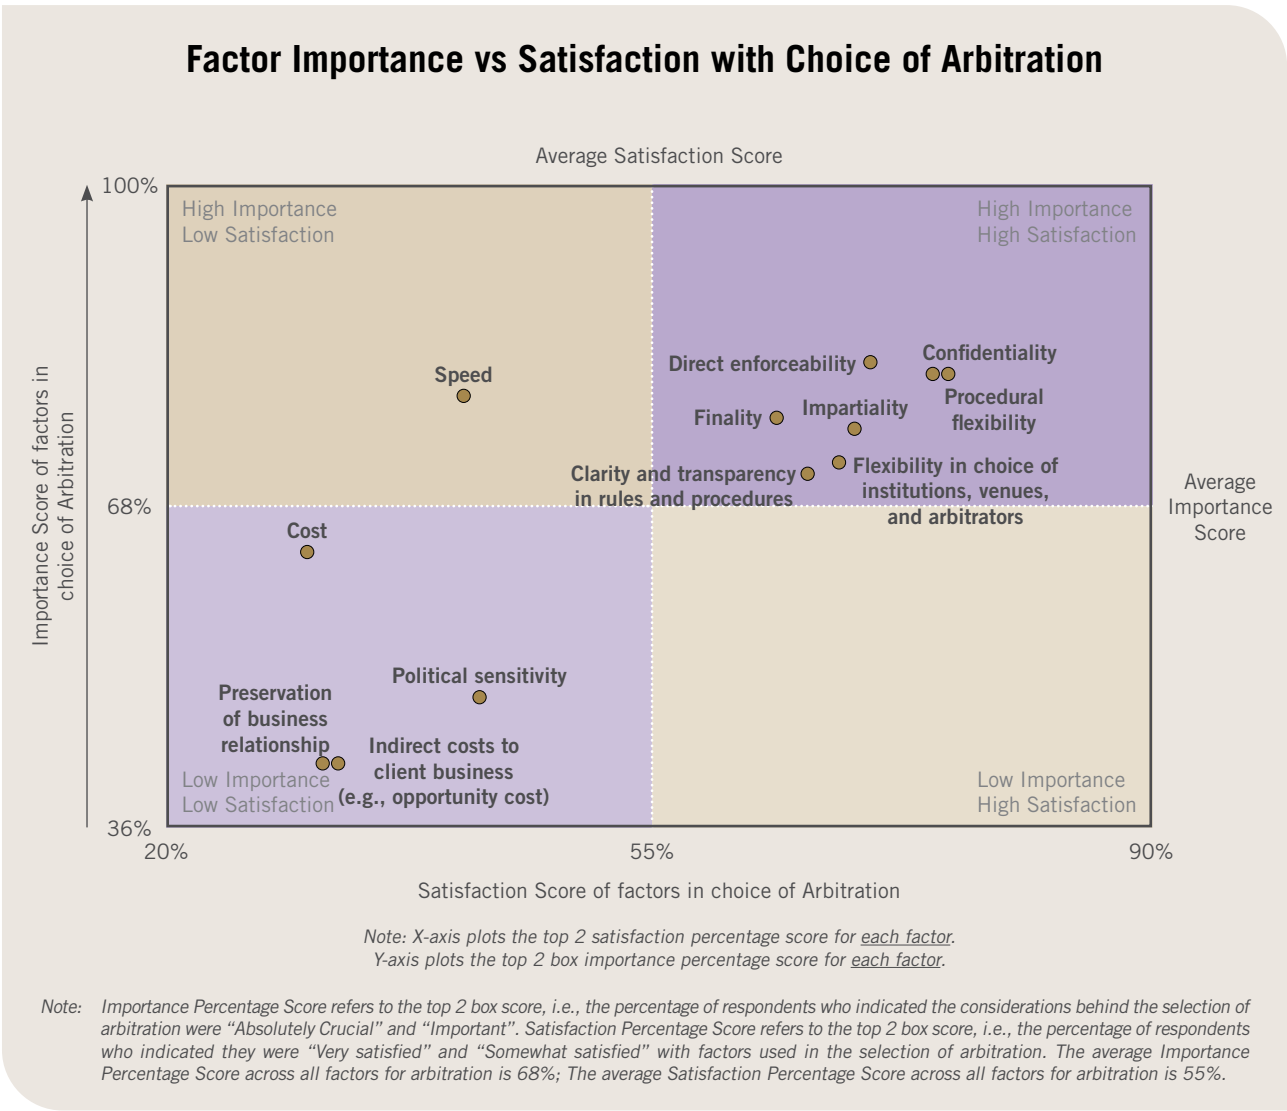 Factor Importance vs Satisfaction with Choice of Arbitration
Average Satisfaction Score
100%
High Importance
Low Satisfaction
High Importance
High Satisfaction
Direct enforceability
Confidentiality
Speed
Procedural
flexibility
Finality
Impartiality
Clarity and transparency
in rules and procedures
Flexibility in choice of
institutions, venues,
and arbitrators
Importance Score of factors in
choice of Arbitration
68%
Average
Importance
Score
Cost
Political sensitivity
Preservation
of business
relationship
Indirect costs to
client business
(e.g., opportunity cost)
Low Importance
Low Satisfaction
Low Importance
High Satisfaction
36%
20%
55%
90%
Satisfaction Score of factors in choice of Arbitration
Note: X-axis plots the top 2 satisfaction percentage score for each factor.
Y-axis plots the top 2 box importance percentage score for each factor.
Note: Importance Percentage Score refers to the top 2 box score, i.e., the percentage of respondents who indicated the considerations behind the selection of
arbitration were “Absolutely Crucial” and “Important”. Satisfaction Percentage Score refers to the top 2 box score, i.e., the percentage of respondents
who indicated they were “Very satisfied” and “Somewhat satisfied” with factors used in the selection of arbitration. The average Importance
Percentage Score across all factors for arbitration is 68%; The average Satisfaction Percentage Score across all factors for arbitration is 55%.